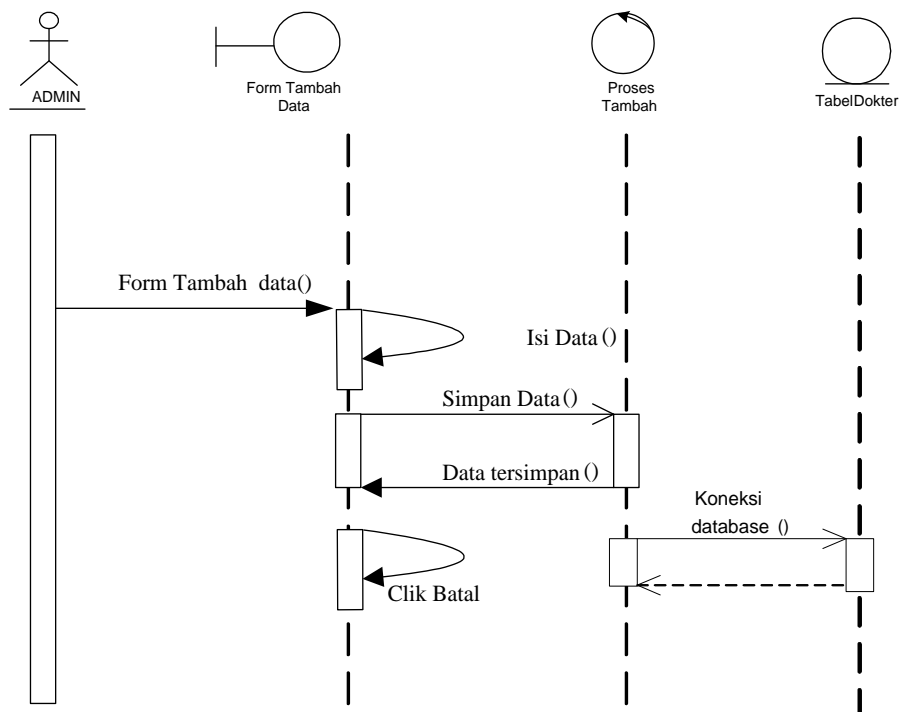 ADMIN
Form Tambah
Data
Proses
Tambah
TabelDokter
Form Tambah data()
Isi Data()
Simpan Data()
Data tersimpan()
Koneksi
database ()
Clik Batal